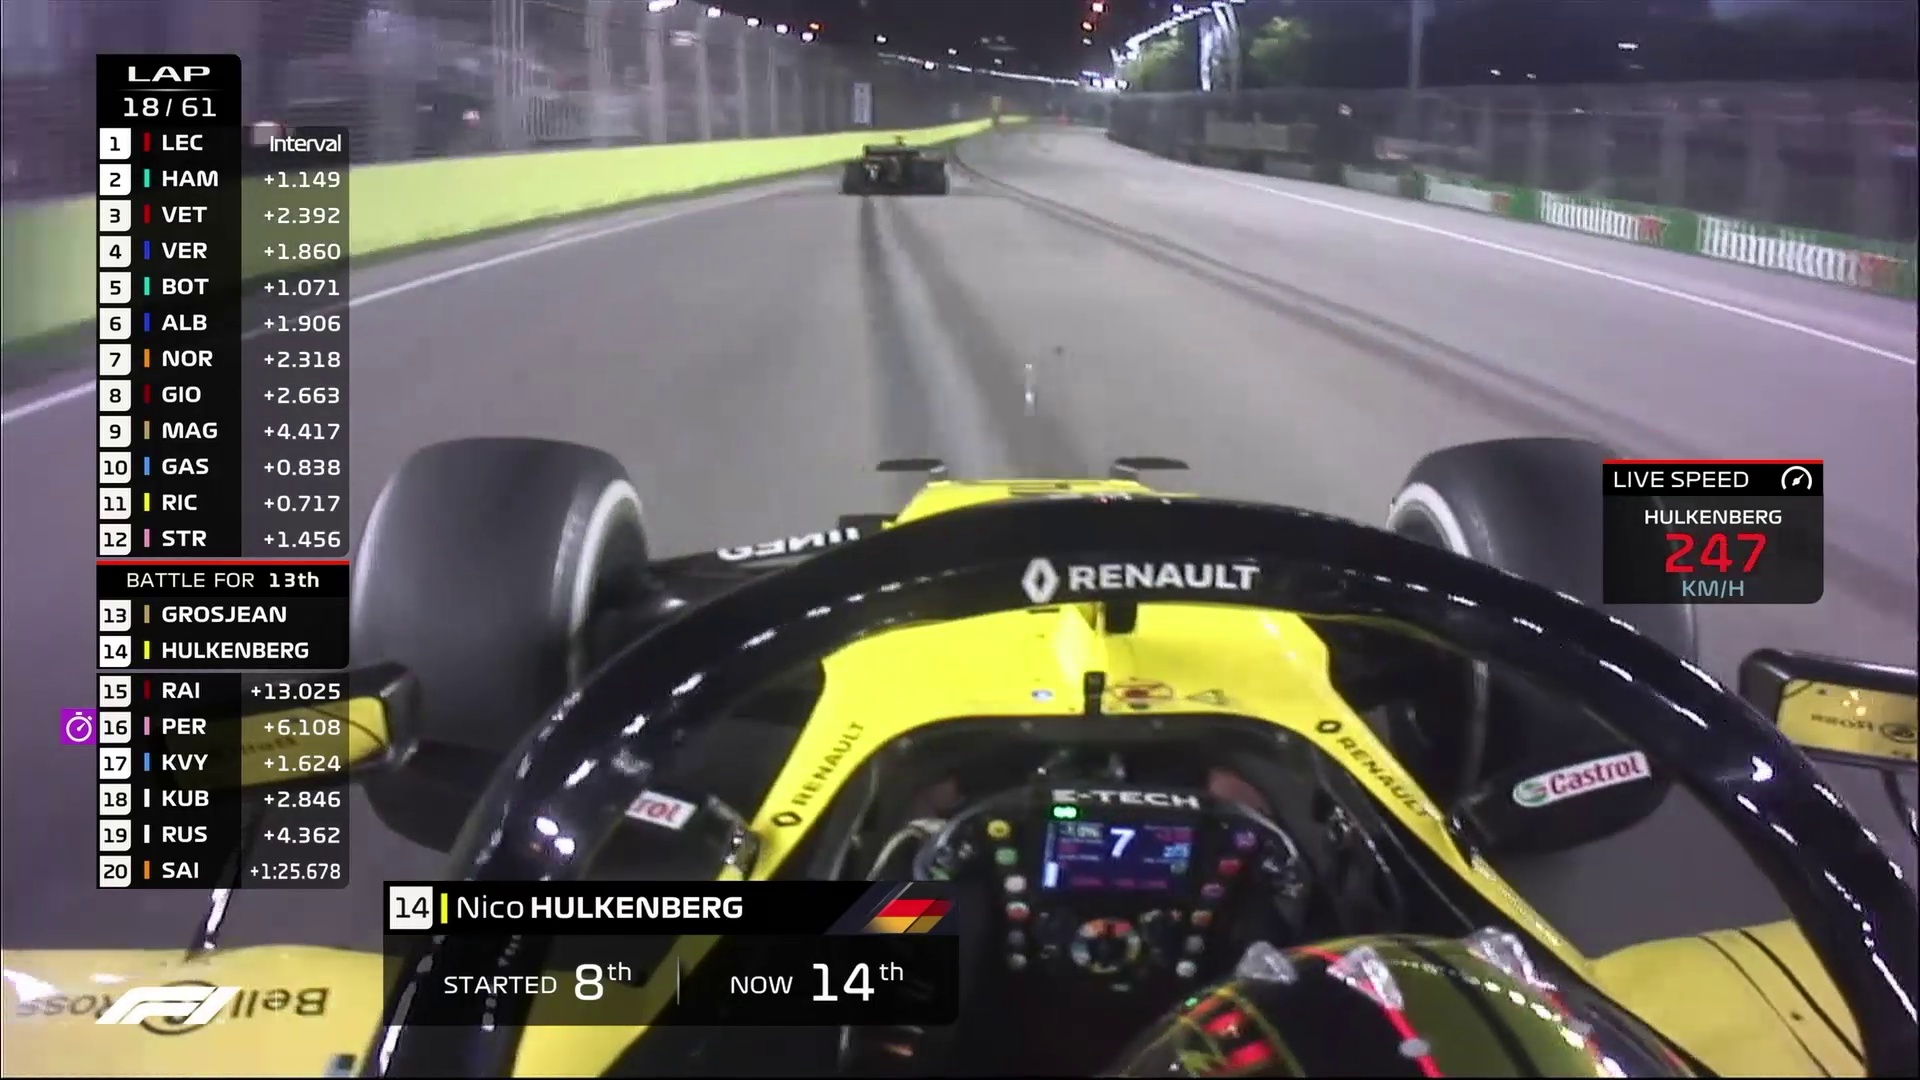 LAP
18/61
1 LEC Interval
2 HAM +1.149
3 VET +2.392
4 VER +1.860
5 BOT +1.071
6 ALB +1.906
7 NOR +2.318
8 GIO +2.663
9 MAG +4.417
10 GAS +0.838
11 RIC +0.717
12 STR +1.456
BATTLE FOR 13th
13 GROSJEAN
14 HULKENBERG
15 RAI +13.025
16 PER +6.108
17 KVY +1.624
18 KUB +2.846
19 RUS +4.362
20 SAI +1:25.678
LIVE SPEED
HULKENBERG
247
KM/H
RENAULT
RENAULT
RENAULT
Castrol
E-TECH
7
14 Nico HULKENBERG
STARTED 8th NOW 14th
F1
Bell & Ross